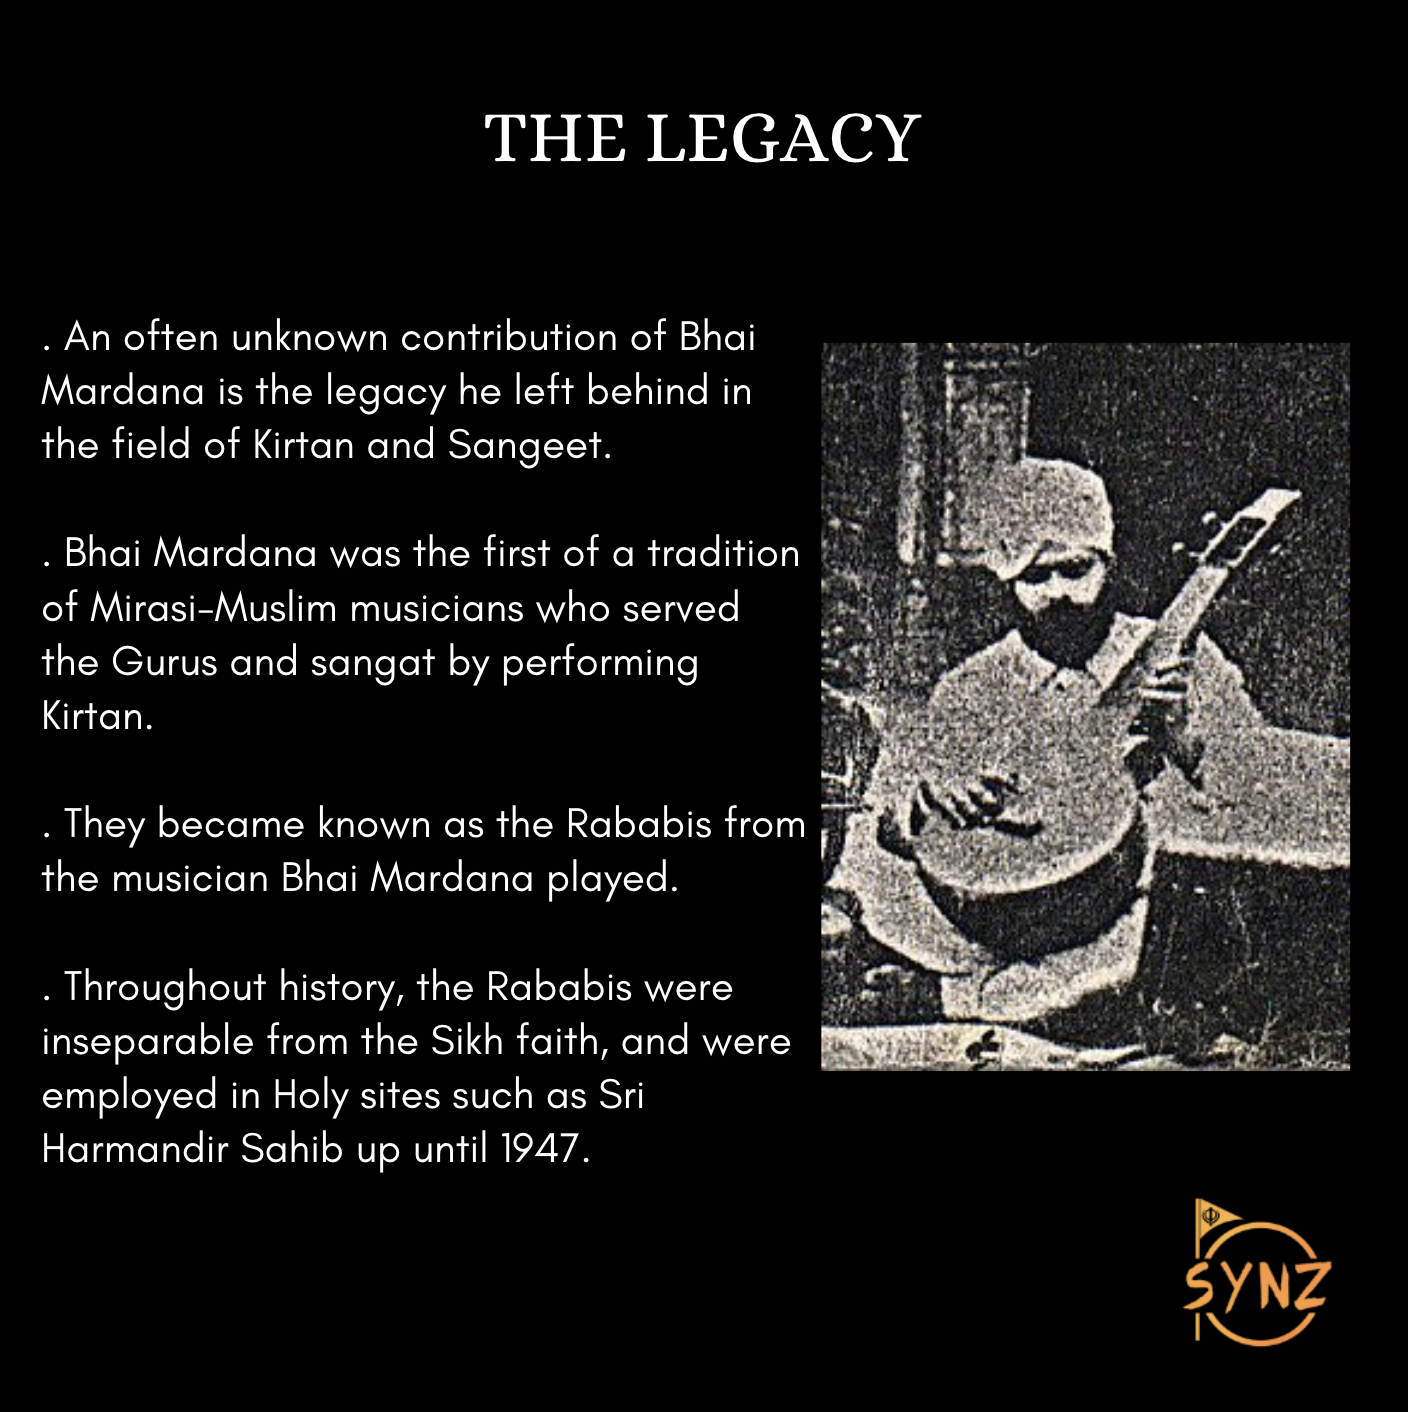 THE LEGACY
. An often unknown contribution of Bhai
Mardana is the legacy he left behind in
the field of Kirtan and Sangeet.
. Bhai Mardana was the first of a tradition
of Mirasi-Muslim musicians who served
the Gurus and sangat by performing
Kirtan.
. They became known as the Rababis from
the musician Bhai Mardana played.
. Throughout history, the Rababis were
inseparable from the Sikh faith, and were
employed in Holy sites such as Sri
Harmandir Sahib up until 1947.
SYNZ